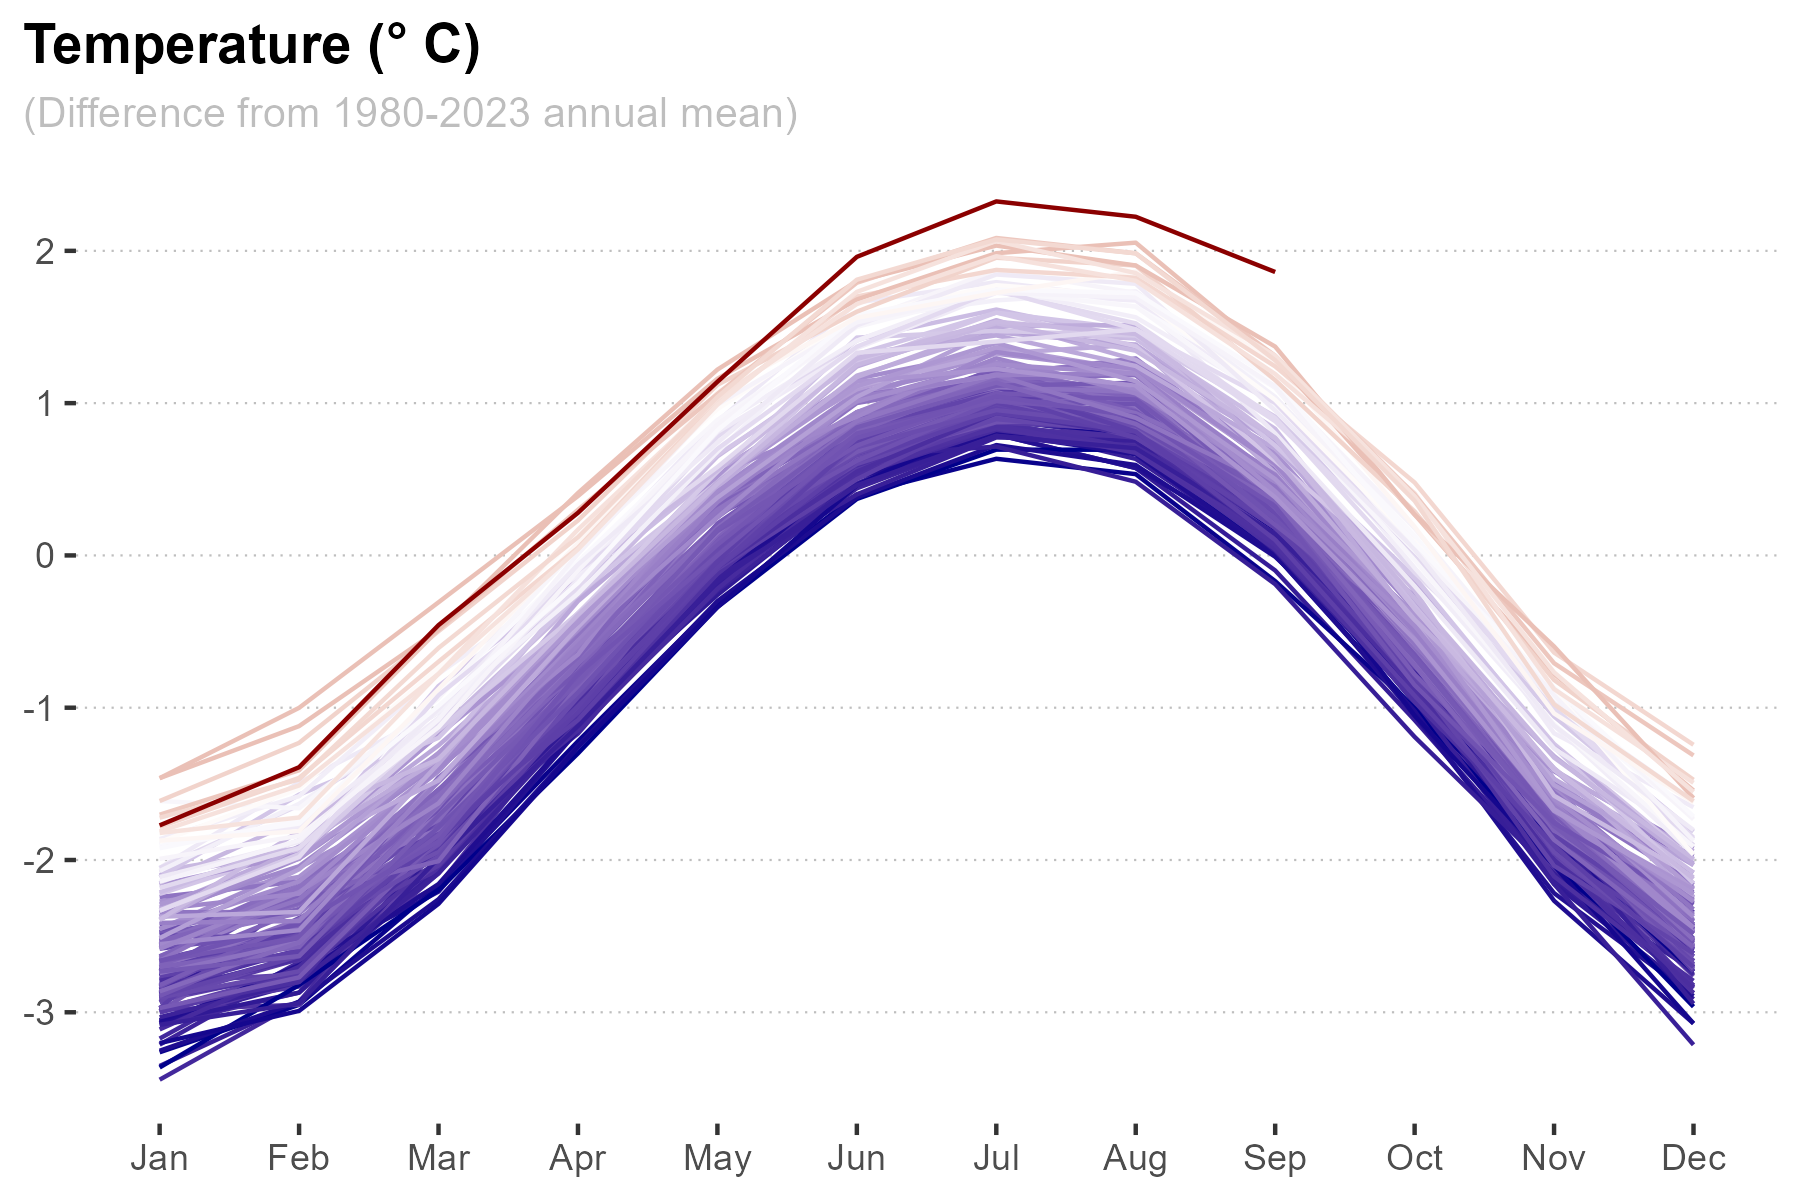 Temperature (° C)
(Difference from 1980-2023 annual mean)
2
1
0
-1
-2
-3
Jan Feb Mar Apr May Jun Jul Aug Sep Oct Nov Dec